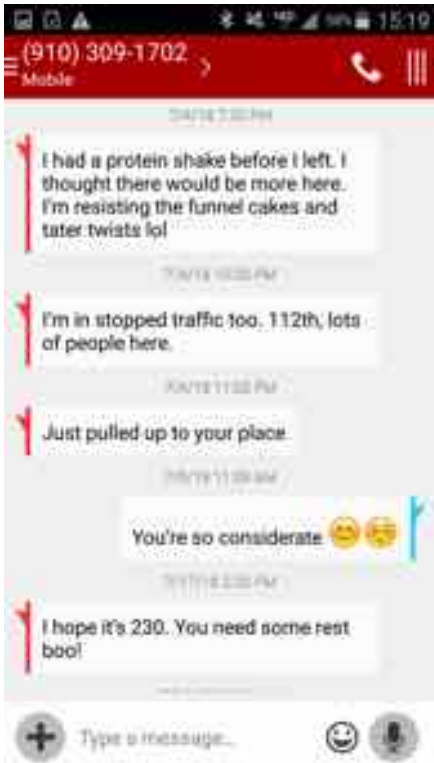 15:19
(910) 309-1702
Mobile
I had a protein shake before I left. I
thought there would be more here.
I'm resisting the funnel cakes and
tater twists lol
I'm in stopped traffic too. 112th, lots
of people here.
Just pulled up to your place
You're so considerate
I hope it's 230. You need some rest
boo!
Type a message...